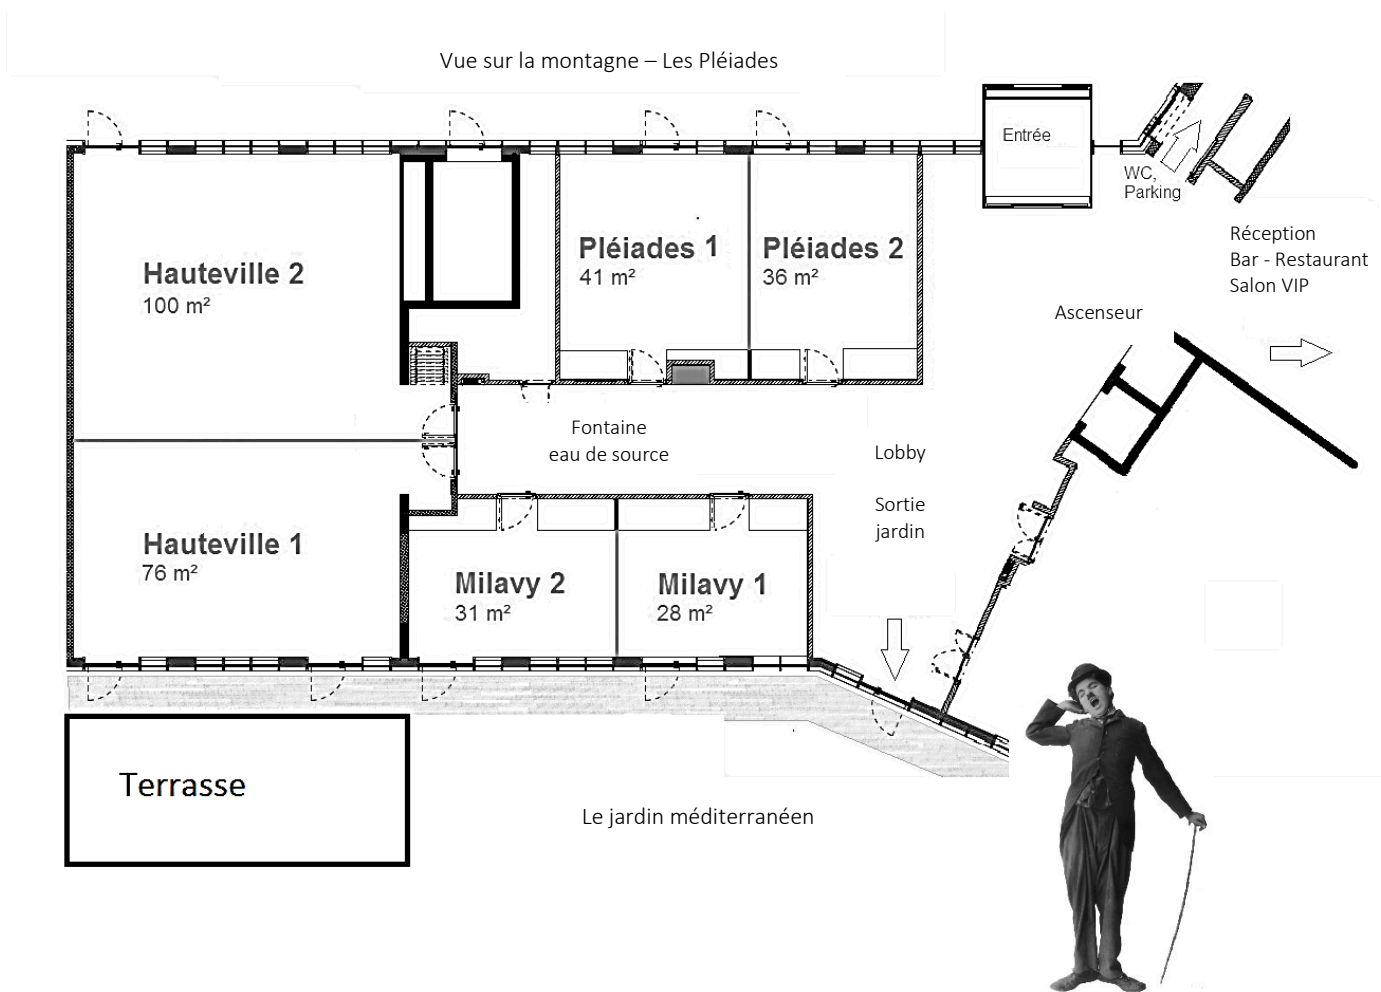 Vue sur la montagne – Les Pléiades
Entrée
WC,
Parking
Réception
Bar - Restaurant
Salon VIP
Ascenseur
Hauteville 2
100 m²
Pléiades 1
41 m²
Pléiades 2
36 m²
Fontaine
eau de source
Lobby
Sortie
jardin
Hauteville 1
76 m²
Milavy 2
31 m²
Milavy 1
28 m²
Terrasse
Le jardin méditerranéen